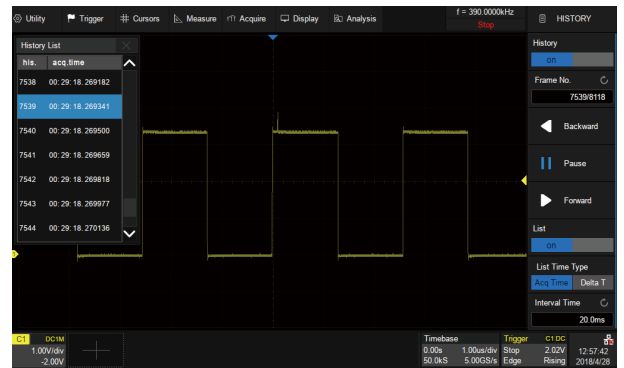 Utility Trigger Cursors Measure Acquire Display Analysis f = 390.0000kHz Stop HISTORY
History List
his. acq.time
7538 00:29:18.269182
7539 00:29:18.269341
7540 00:29:18.269500
7541 00:29:18.269659
7542 00:29:18.269818
7543 00:29:18.269977
7544 00:29:18.270136
History
on
Frame No.
7539/8118
Backward
Pause
Forward
List
on
List Time Type
Acq Time Delta T
Interval Time
20.0ms
C1 DC1M
1.00V/div
-2.00V
Timebase
0.00s 1.00us/div
50.0kS 5.00GS/s
Trigger C1 DC
Stop 2.02V
Edge Rising
12:57:42
2018/4/28